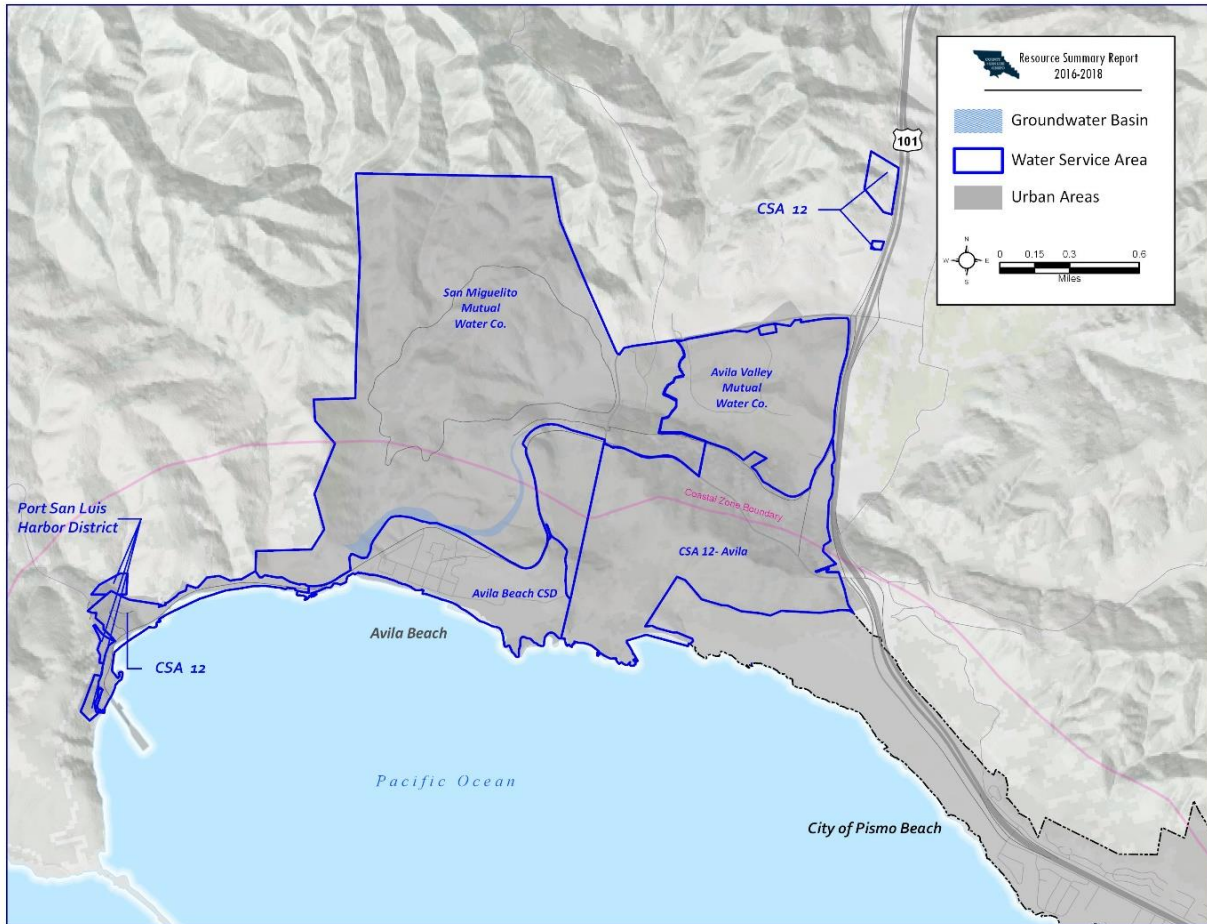 Resource Summary Report
2016-2018
Groundwater Basin
Water Service Area
Urban Areas
N
W
E
S
0 0.15 0.3 0.6
Miles
101
CSA 12
San Miguelito
Mutual
Water Co.
Avila Valley
Mutual
Water Co.
Coastal Zone Boundary
Port San Luis
Harbor District
CSA 12- Avila
Avila Beach CSD
Avila Beach
CSA 12
Pacific Ocean
City of Pismo Beach